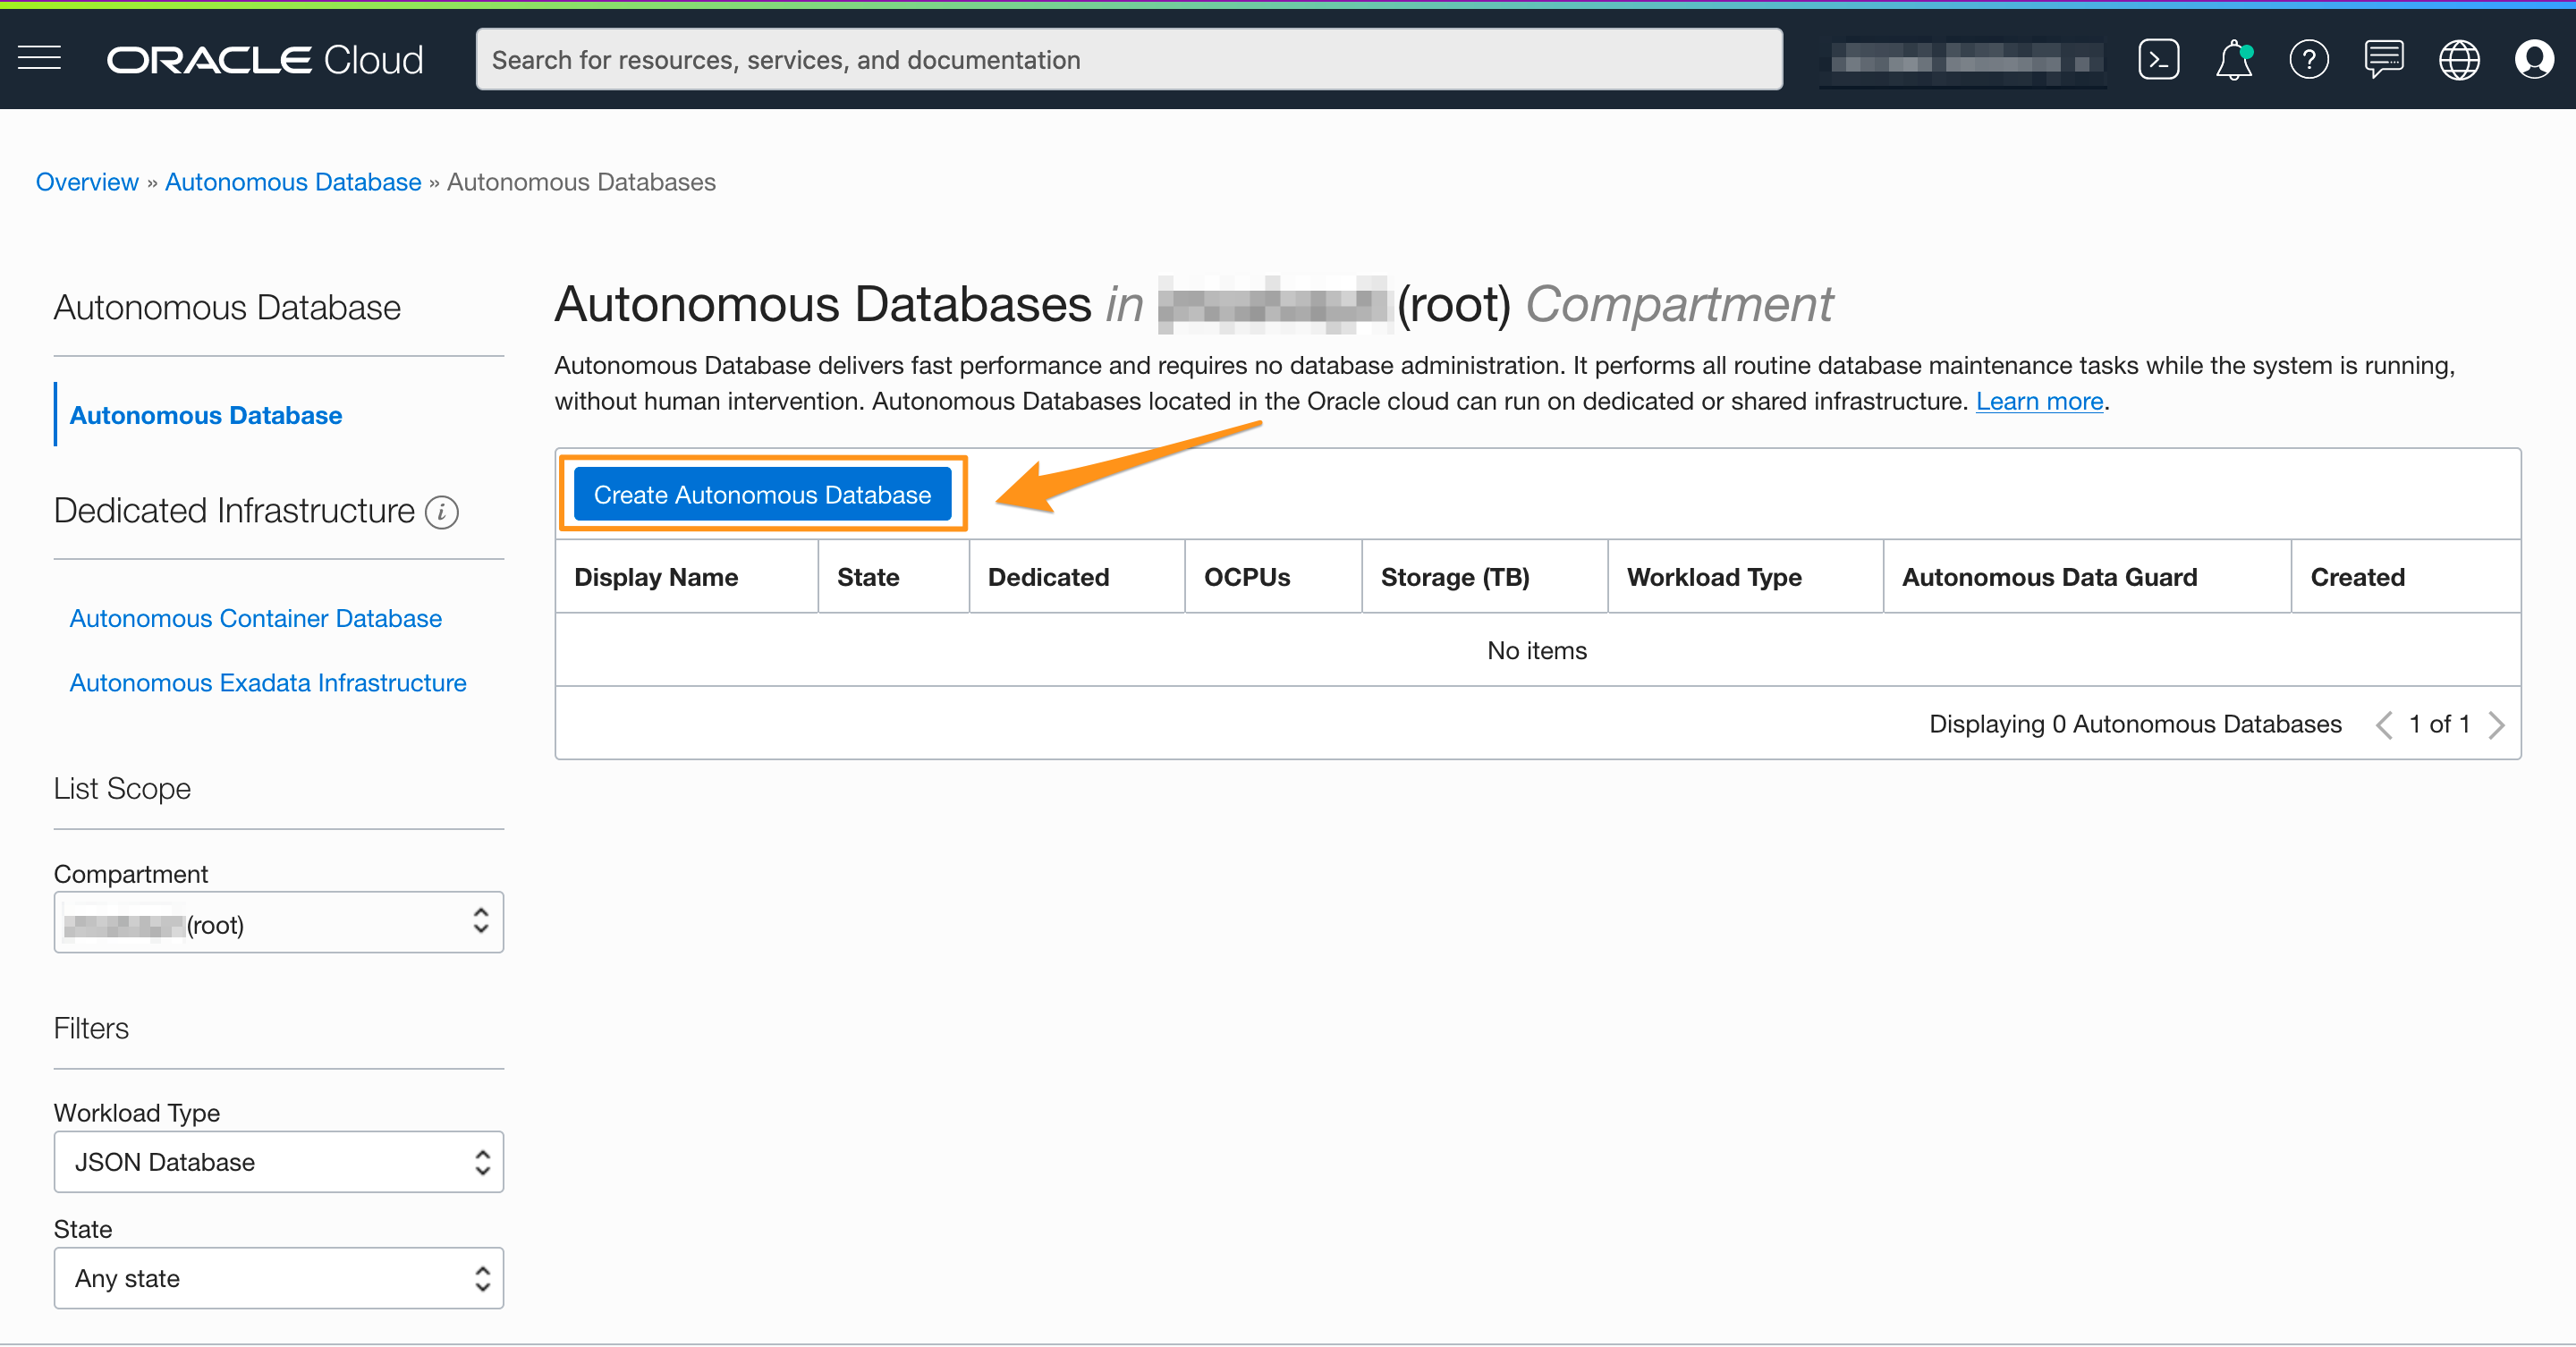 ORACLE Cloud
Search for resources, services, and documentation
Overview » Autonomous Database » Autonomous Databases
Autonomous Database
Autonomous Database
Dedicated Infrastructure i
Autonomous Container Database
Autonomous Exadata Infrastructure
List Scope
Compartment
(root)
Filters
Workload Type
JSON Database
State
Any state
Autonomous Databases in (root) Compartment
Autonomous Database delivers fast performance and requires no database administration. It performs all routine database maintenance tasks while the system is running,
without human intervention. Autonomous Databases located in the Oracle cloud can run on dedicated or shared infrastructure. Learn more.
Create Autonomous Database
Display Name State Dedicated OCPUs Storage (TB) Workload Type Autonomous Data Guard Created
No items
Displaying 0 Autonomous Databases < 1 of 1 >